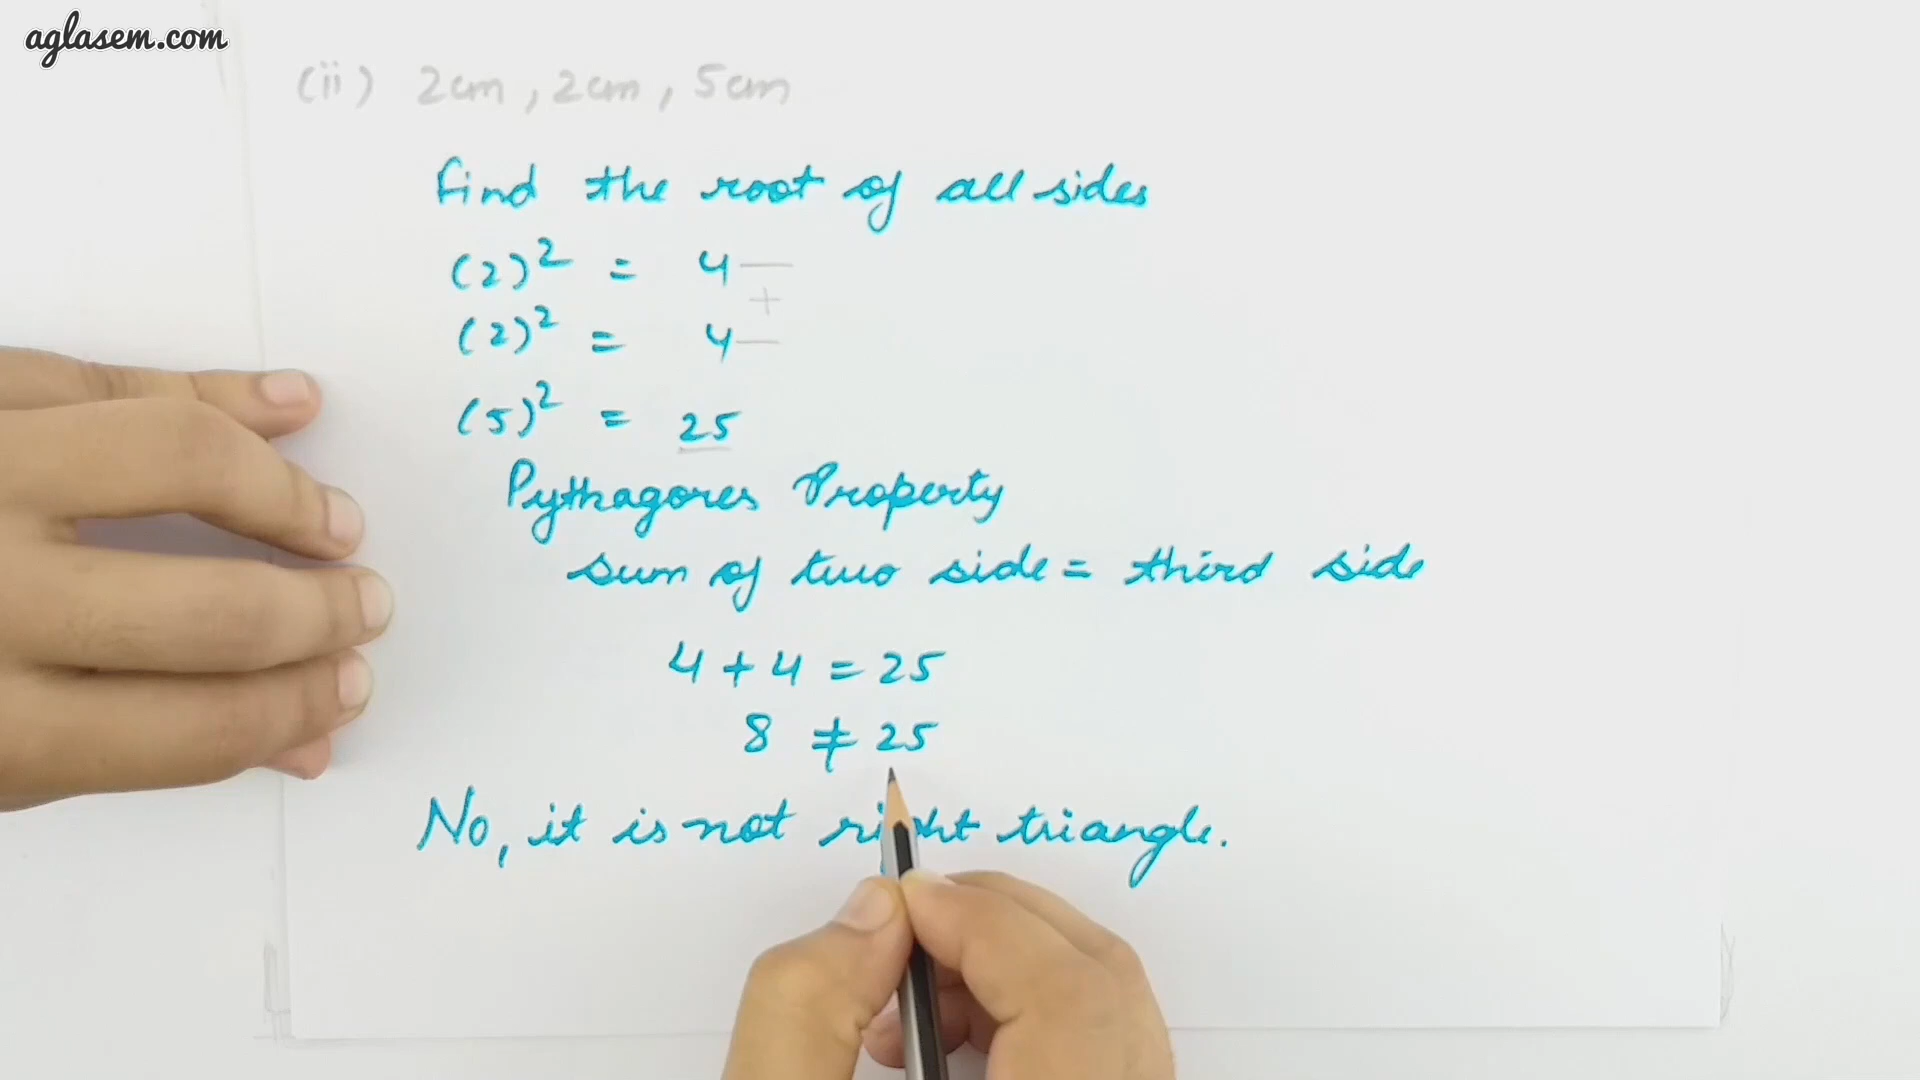 aglasem.com
(ii) 2cm, 2cm, 5cm
Find the root of all sides
(2)² = 4
+
(2)² = 4
(5)² = 25
Pythagores Property
sum of two side = third side
4 + 4 = 25
8 ≠ 25
No, it is not right triangle.